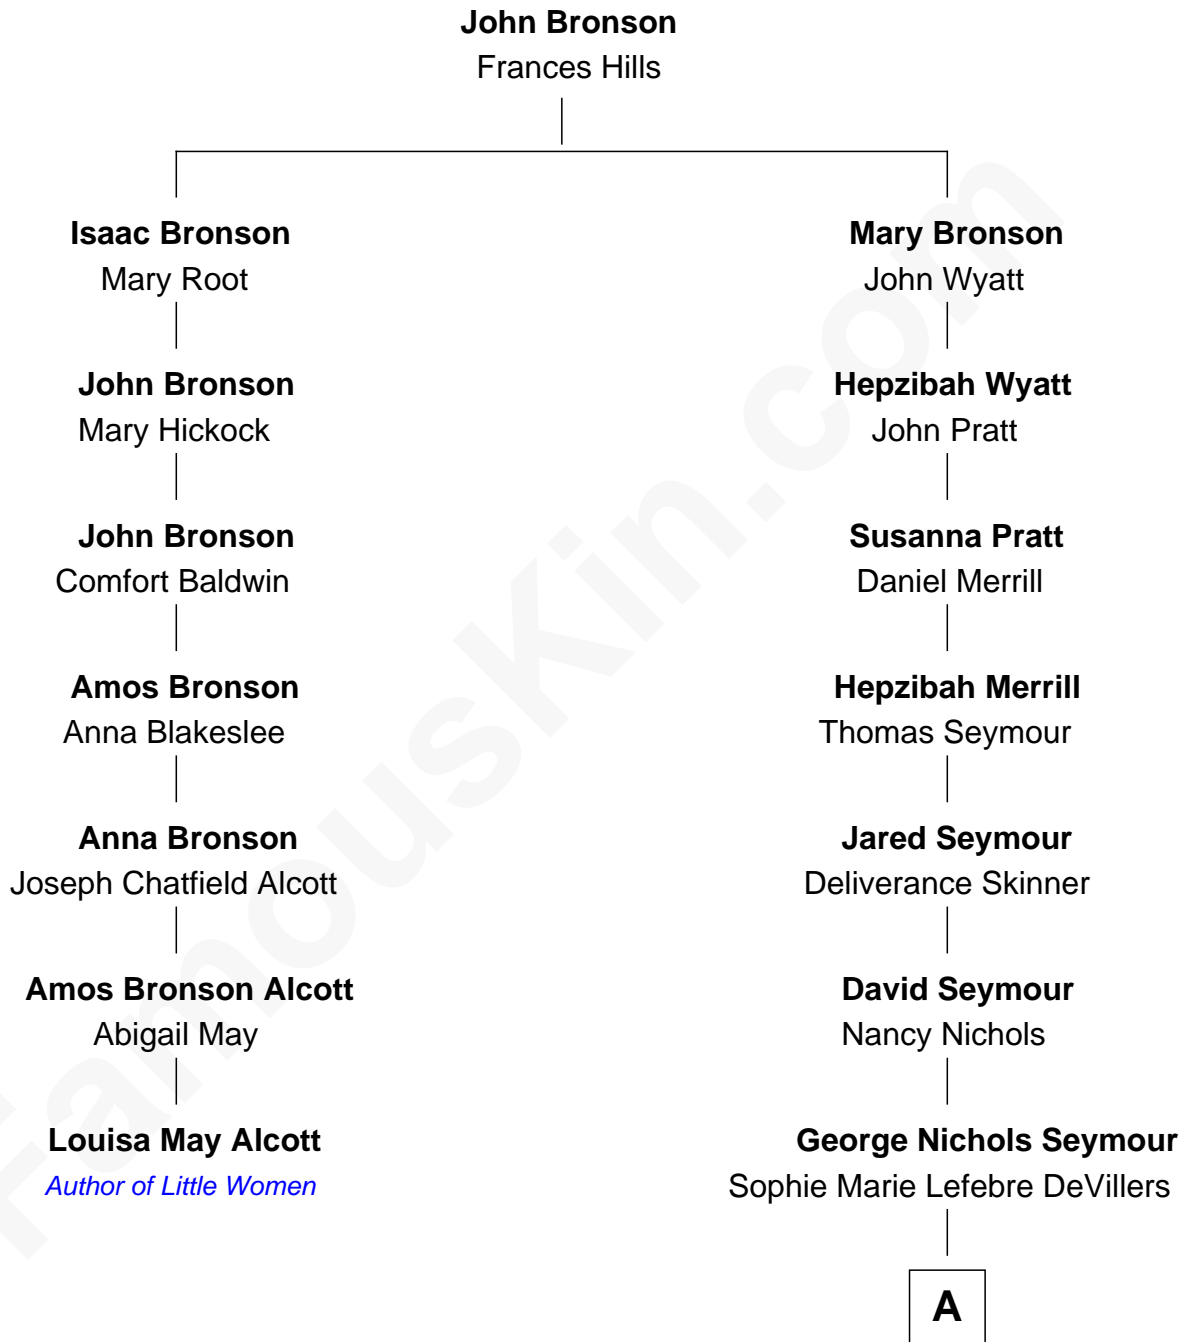 John Bronson
Frances Hills
Isaac Bronson
Mary Root
Mary Bronson
John Wyatt
John Bronson
Mary Hickock
Hepzibah Wyatt
John Pratt
John Bronson
Comfort Baldwin
Susanna Pratt
Daniel Merrill
Amos Bronson
Anna Blakeslee
Hepzibah Merrill
Thomas Seymour
Anna Bronson
Joseph Chatfield Alcott
Jared Seymour
Deliverance Skinner
Amos Bronson Alcott
Abigail May
David Seymour
Nancy Nichols
Louisa May Alcott
Author of Little Women
George Nichols Seymour
Sophie Marie Lefebre DeVillers
A
FamousKin.com